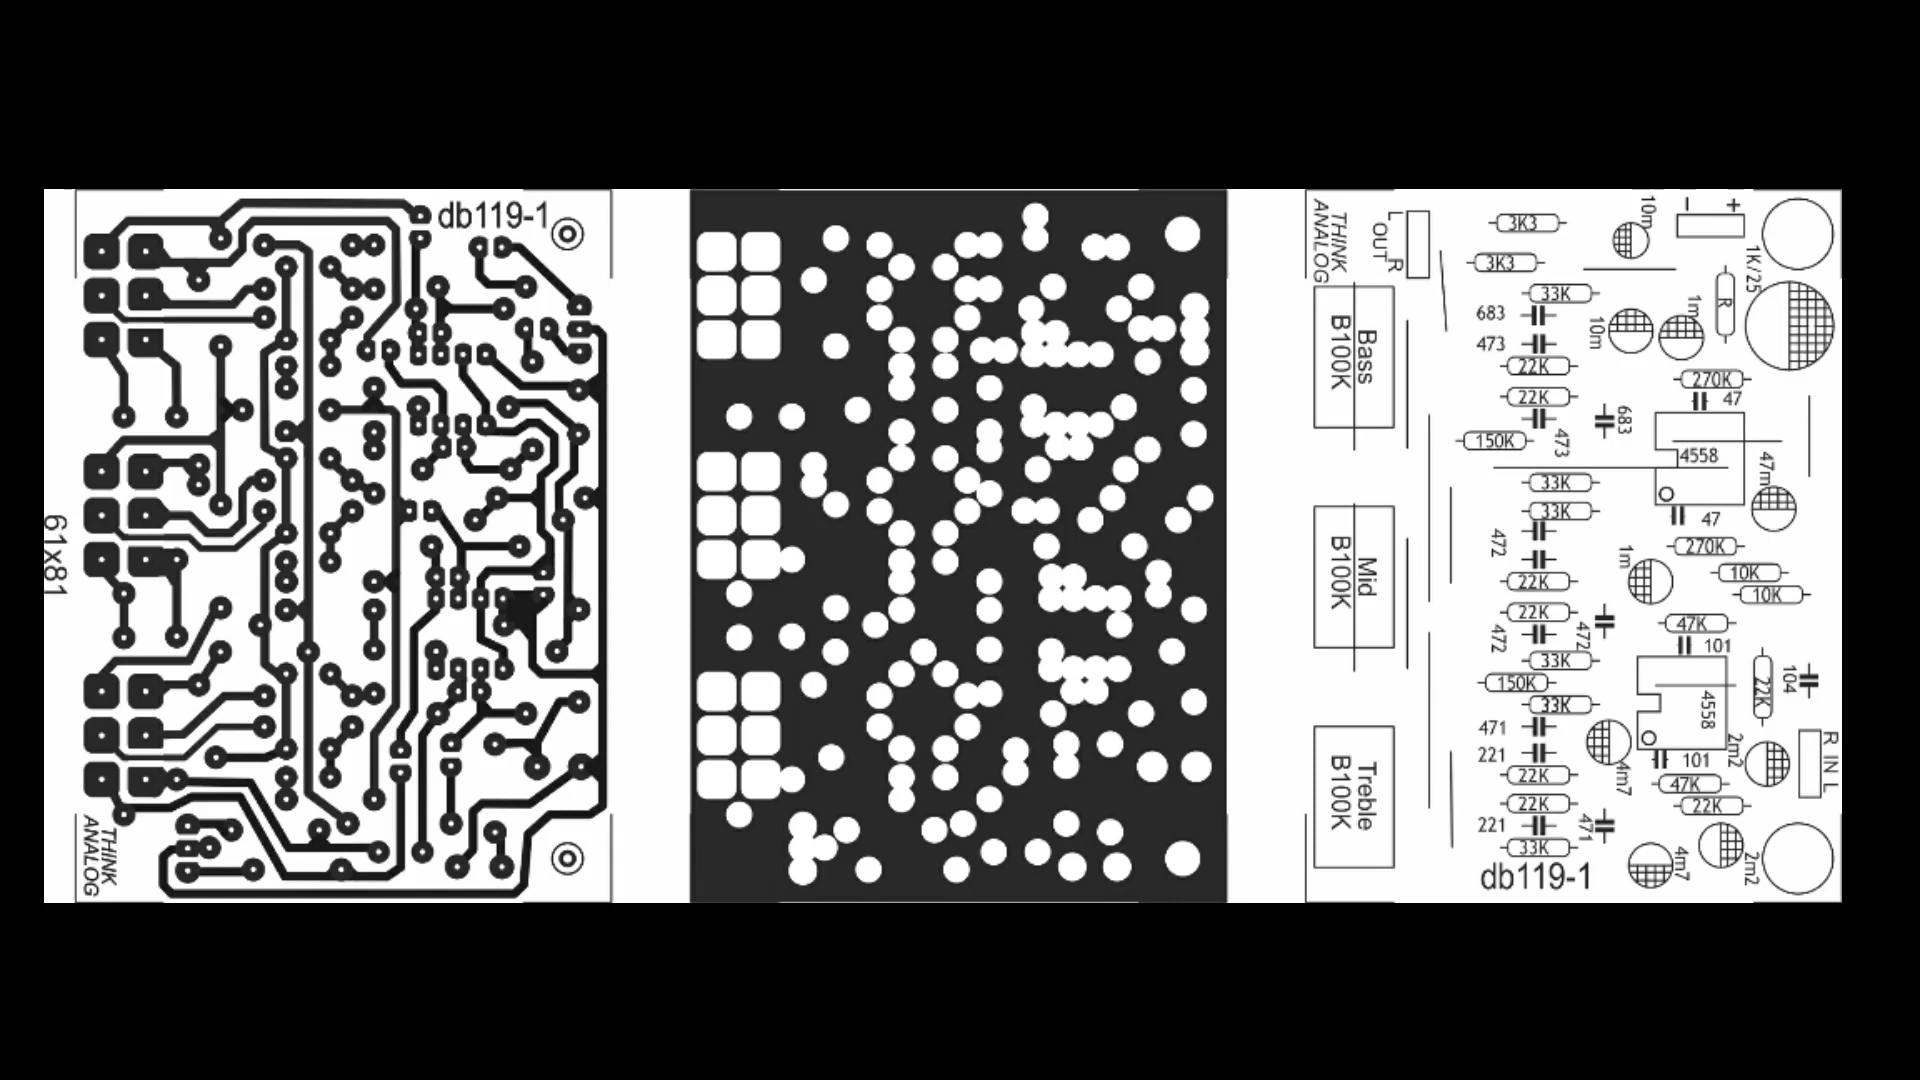 db119-1
61x81
THINK
ANALOG
THINK
ANALOG
L
OUT
R
3K3
10m
- +
3K3
1K/25
33K
R
683
10m
1m
473
22K
270K
22K
47
683
150K
473
4558
47m
33K
33K
47
472
270K
1m
22K
10K
10K
22K
47K
472
472
101
33K
150K
22K
104
33K
4558
471
221
4m7
2m2
R IN L
101
22K
47K
22K
22K
221
471
33K
4m7
2m2
db119-1
Bass
B100K
Mid
B100K
Treble
B100K